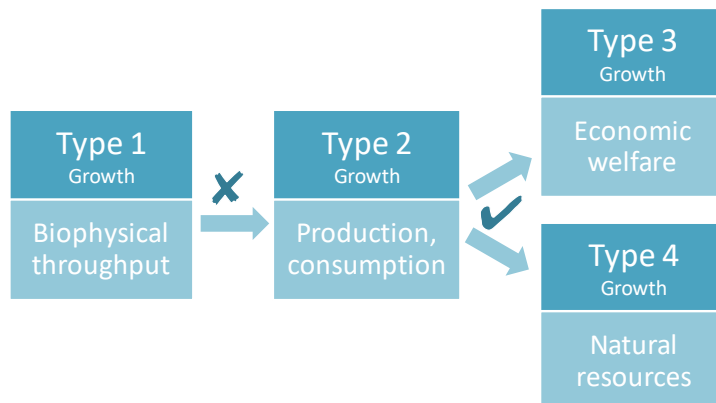 Type 1
Growth
Biophysical
throughput
Type 2
Growth
Production,
consumption
Type 3
Growth
Economic
welfare
Type 4
Growth
Natural
resources